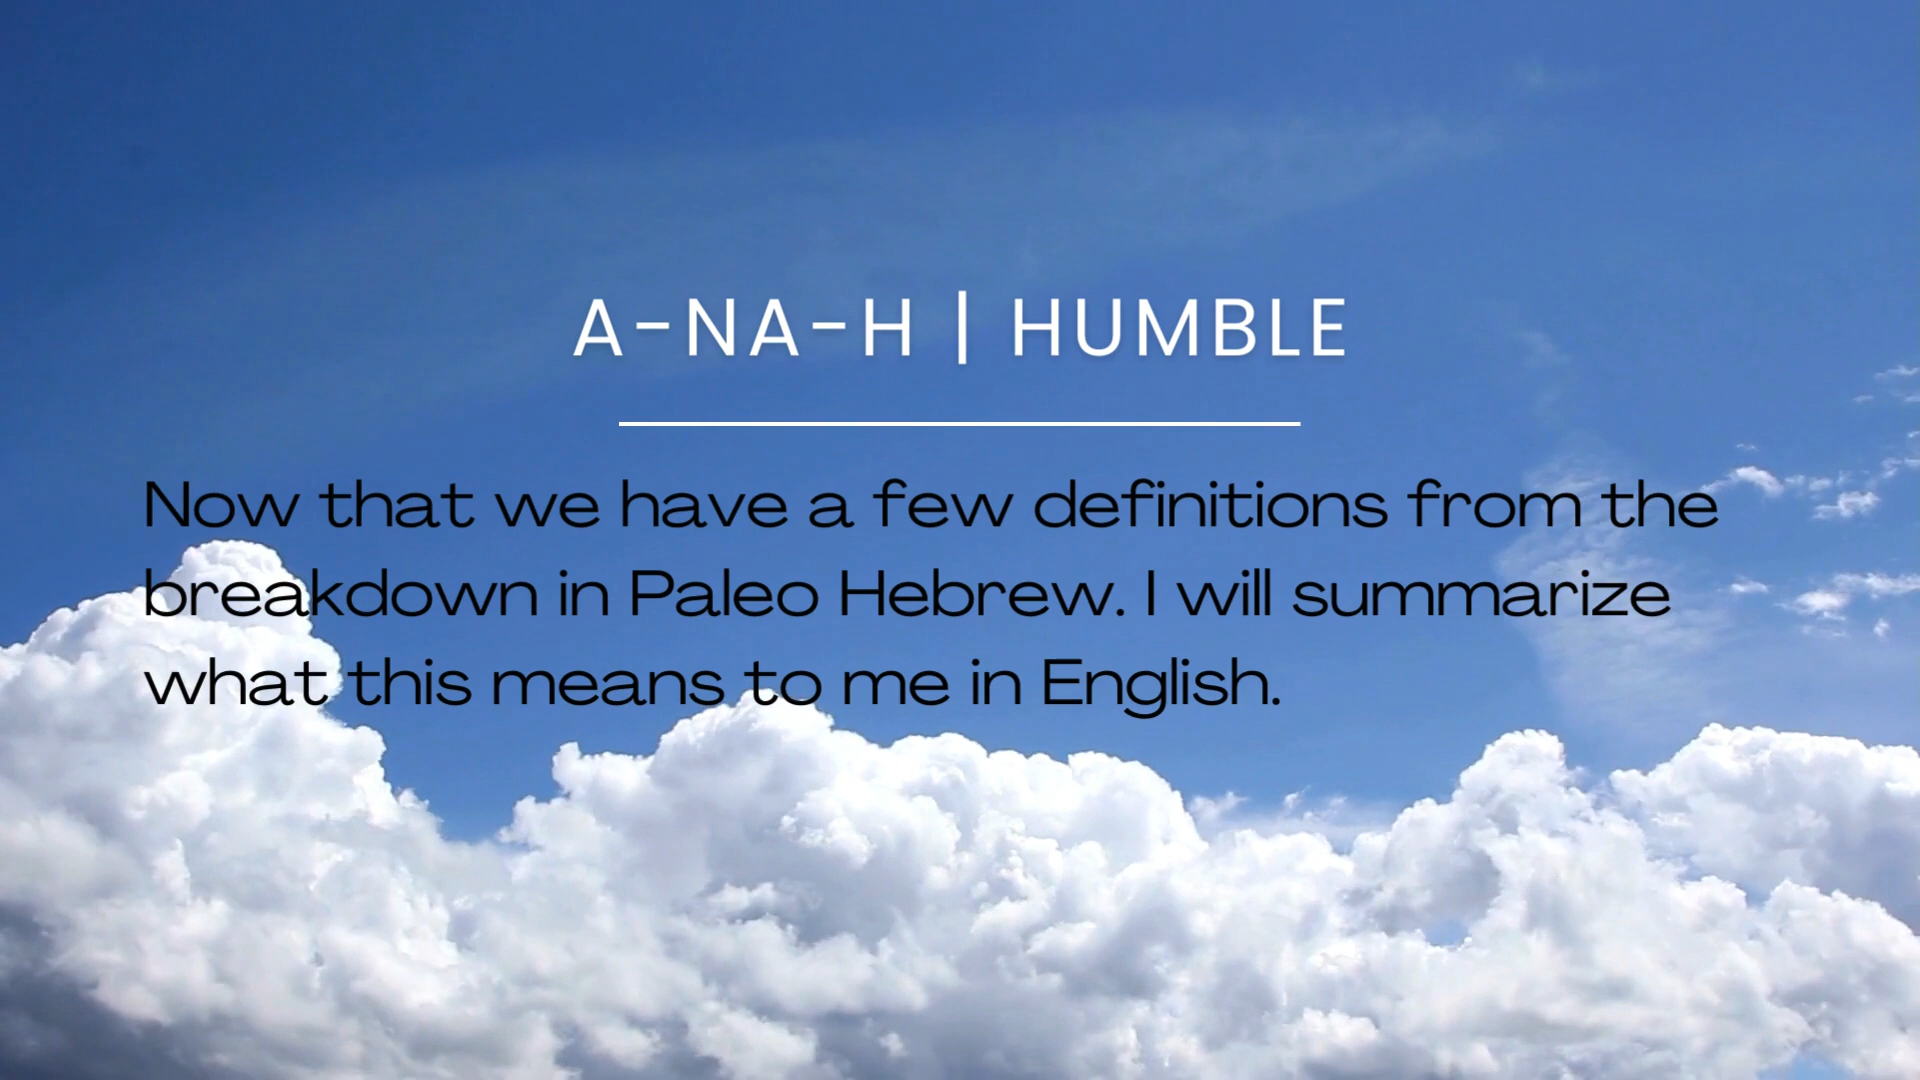 A-NA-H | HUMBLE
Now that we have a few definitions from the
breakdown in Paleo Hebrew. I will summarize
what this means to me in English.